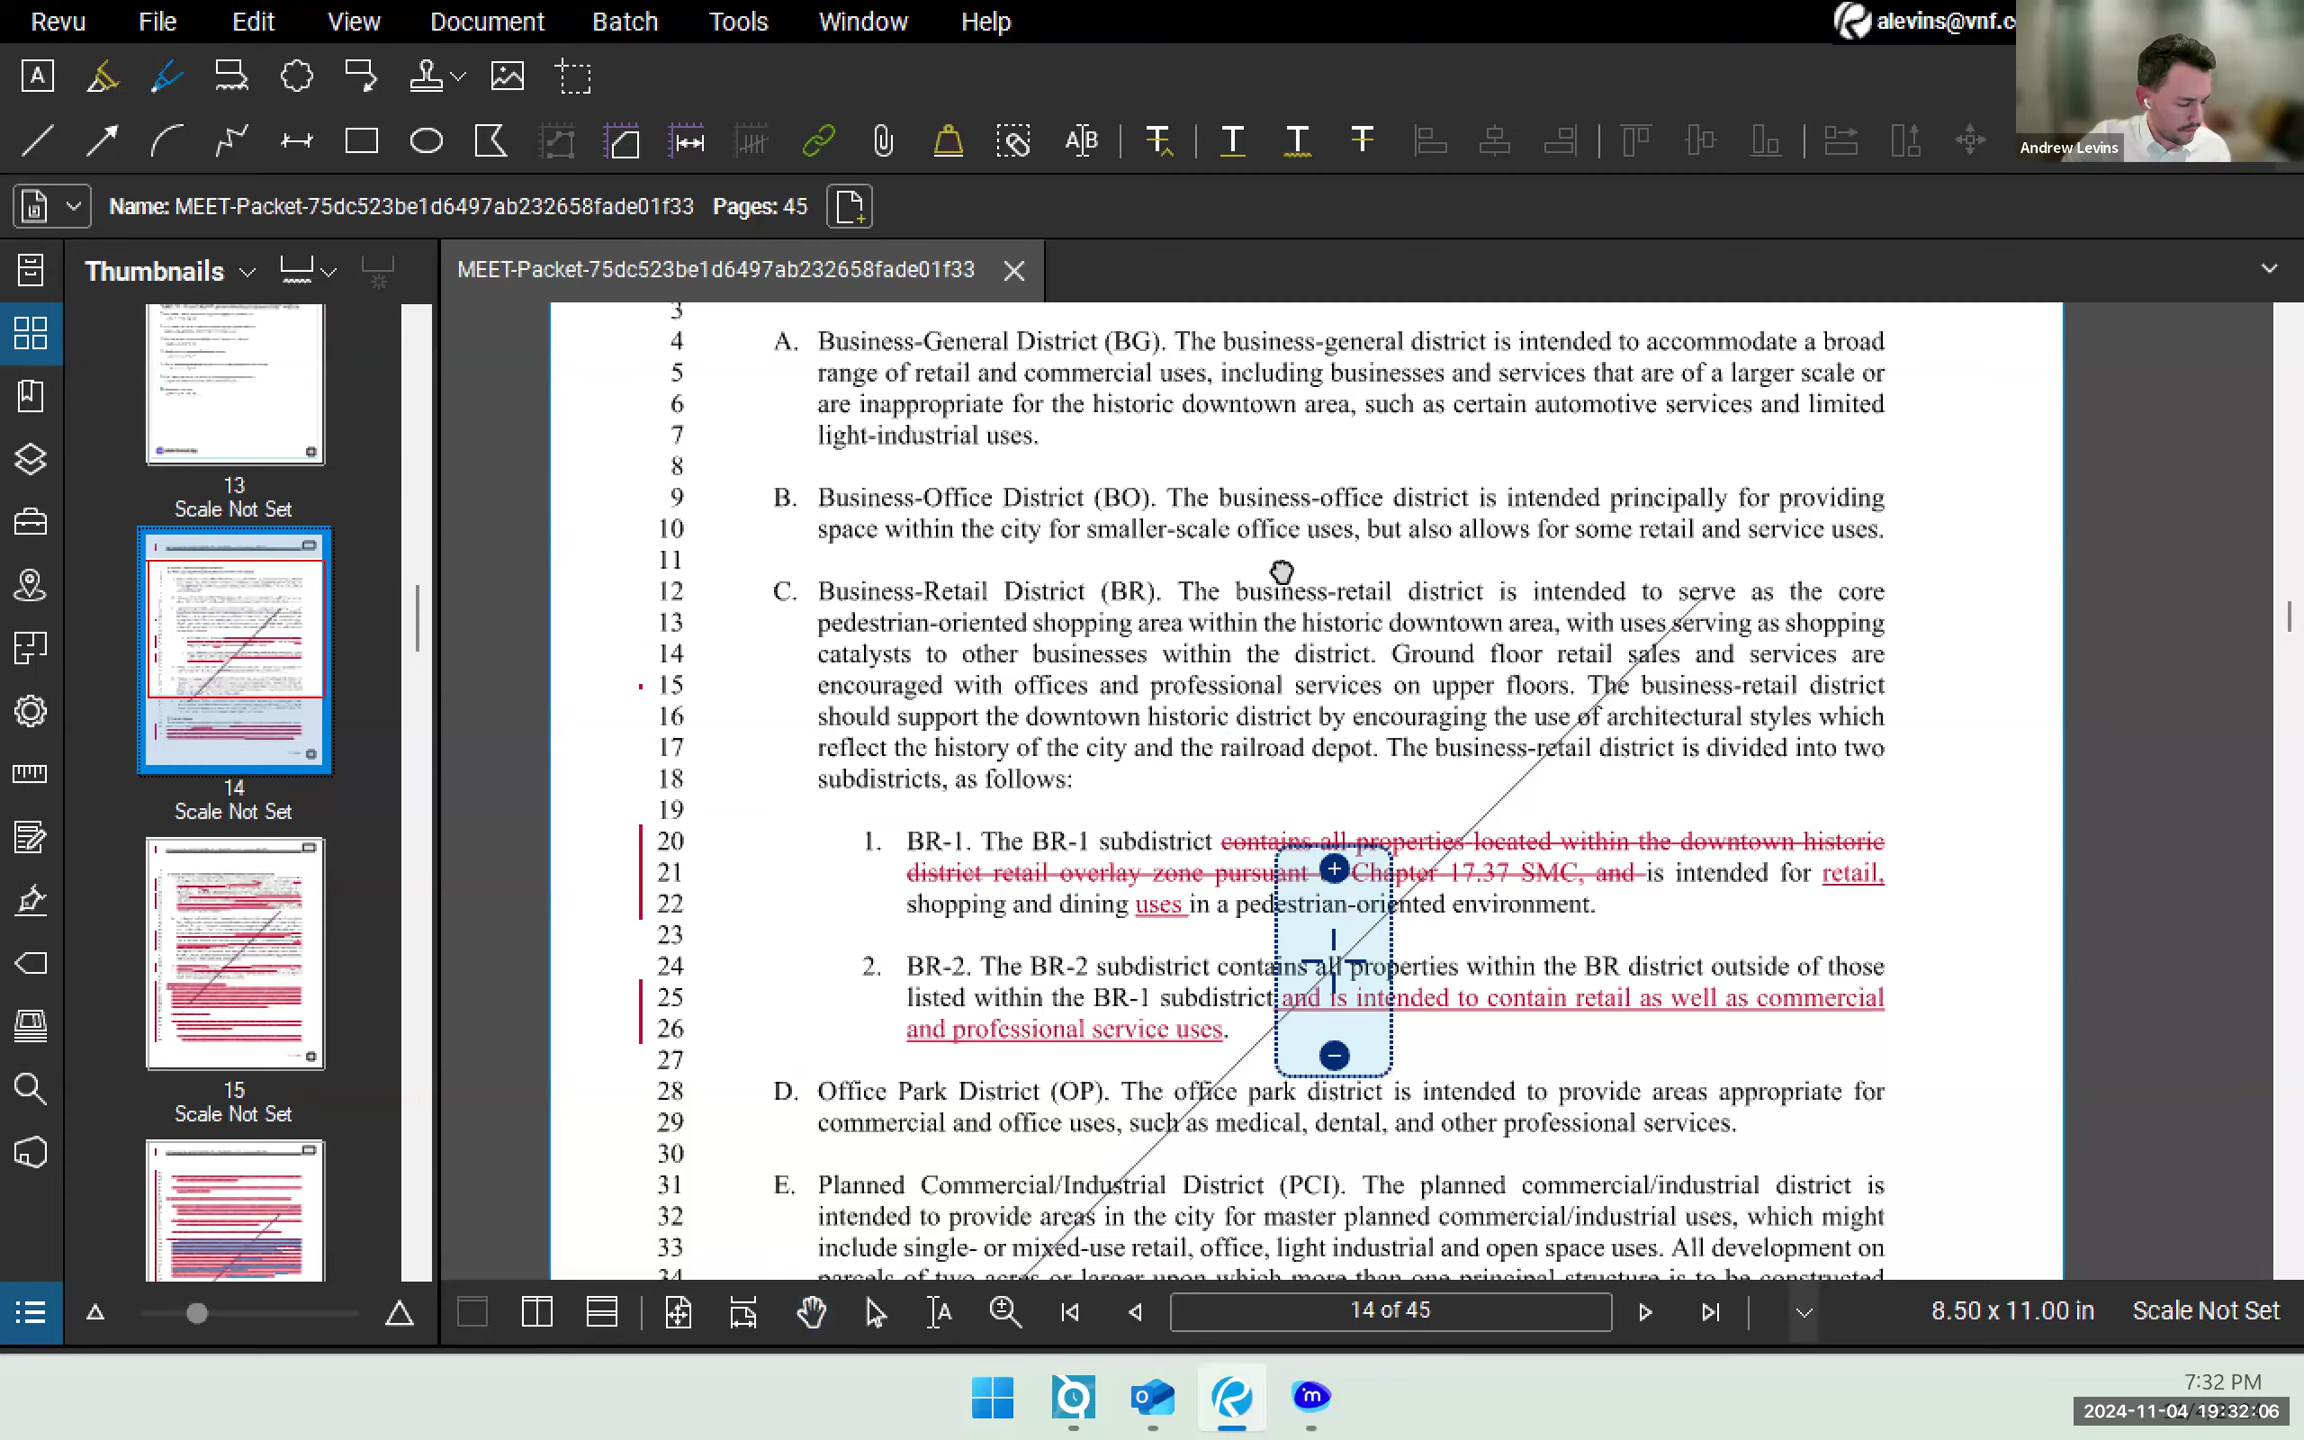 Revu File Edit View Document Batch Tools Window Help
alevins@vnf.c
Andrew Levins
Name: MEET-Packet-75dc523be1d6497ab232658fade01f33 Pages: 45
Thumbnails
MEET-Packet-75dc523be1d6497ab232658fade01f33
13
Scale Not Set
14
Scale Not Set
15
Scale Not Set
3
4 A. Business-General District (BG). The business-general district is intended to accommodate a broad
5 range of retail and commercial uses, including businesses and services that are of a larger scale or
6 are inappropriate for the historic downtown area, such as certain automotive services and limited
7 light-industrial uses.
8
9 B. Business-Office District (BO). The business-office district is intended principally for providing
10 space within the city for smaller-scale office uses, but also allows for some retail and service uses.
11
12 C. Business-Retail District (BR). The business-retail district is intended to serve as the core
13 pedestrian-oriented shopping area within the historic downtown area, with uses serving as shopping
14 catalysts to other businesses within the district. Ground floor retail sales and services are
15 encouraged with offices and professional services on upper floors. The business-retail district
16 should support the downtown historic district by encouraging the use of architectural styles which
17 reflect the history of the city and the railroad depot. The business-retail district is divided into two
18 subdistricts, as follows:
19
20 1. BR-1. The BR-1 subdistrict contains all properties located within the downtown historic
21 district retail overlay zone pursuant Chapter 17.37 SMC, and is intended for retail,
22 shopping and dining uses in a pedestrian-oriented environment.
23
24 2. BR-2. The BR-2 subdistrict contains all properties within the BR district outside of those
25 listed within the BR-1 subdistrict and is intended to contain retail as well as commercial
26 and professional service uses.
27
28 D. Office Park District (OP). The office park district is intended to provide areas appropriate for
29 commercial and office uses, such as medical, dental, and other professional services.
30
31 E. Planned Commercial/Industrial District (PCI). The planned commercial/industrial district is
32 intended to provide areas in the city for master planned commercial/industrial uses, which might
33 include single- or mixed-use retail, office, light industrial and open space uses. All development on
34 parcels of two acres or larger upon which more than one principal structure is to be constructed
14 of 45
8.50 x 11.00 in
Scale Not Set
7:32 PM
2024-11-04 19:32:06